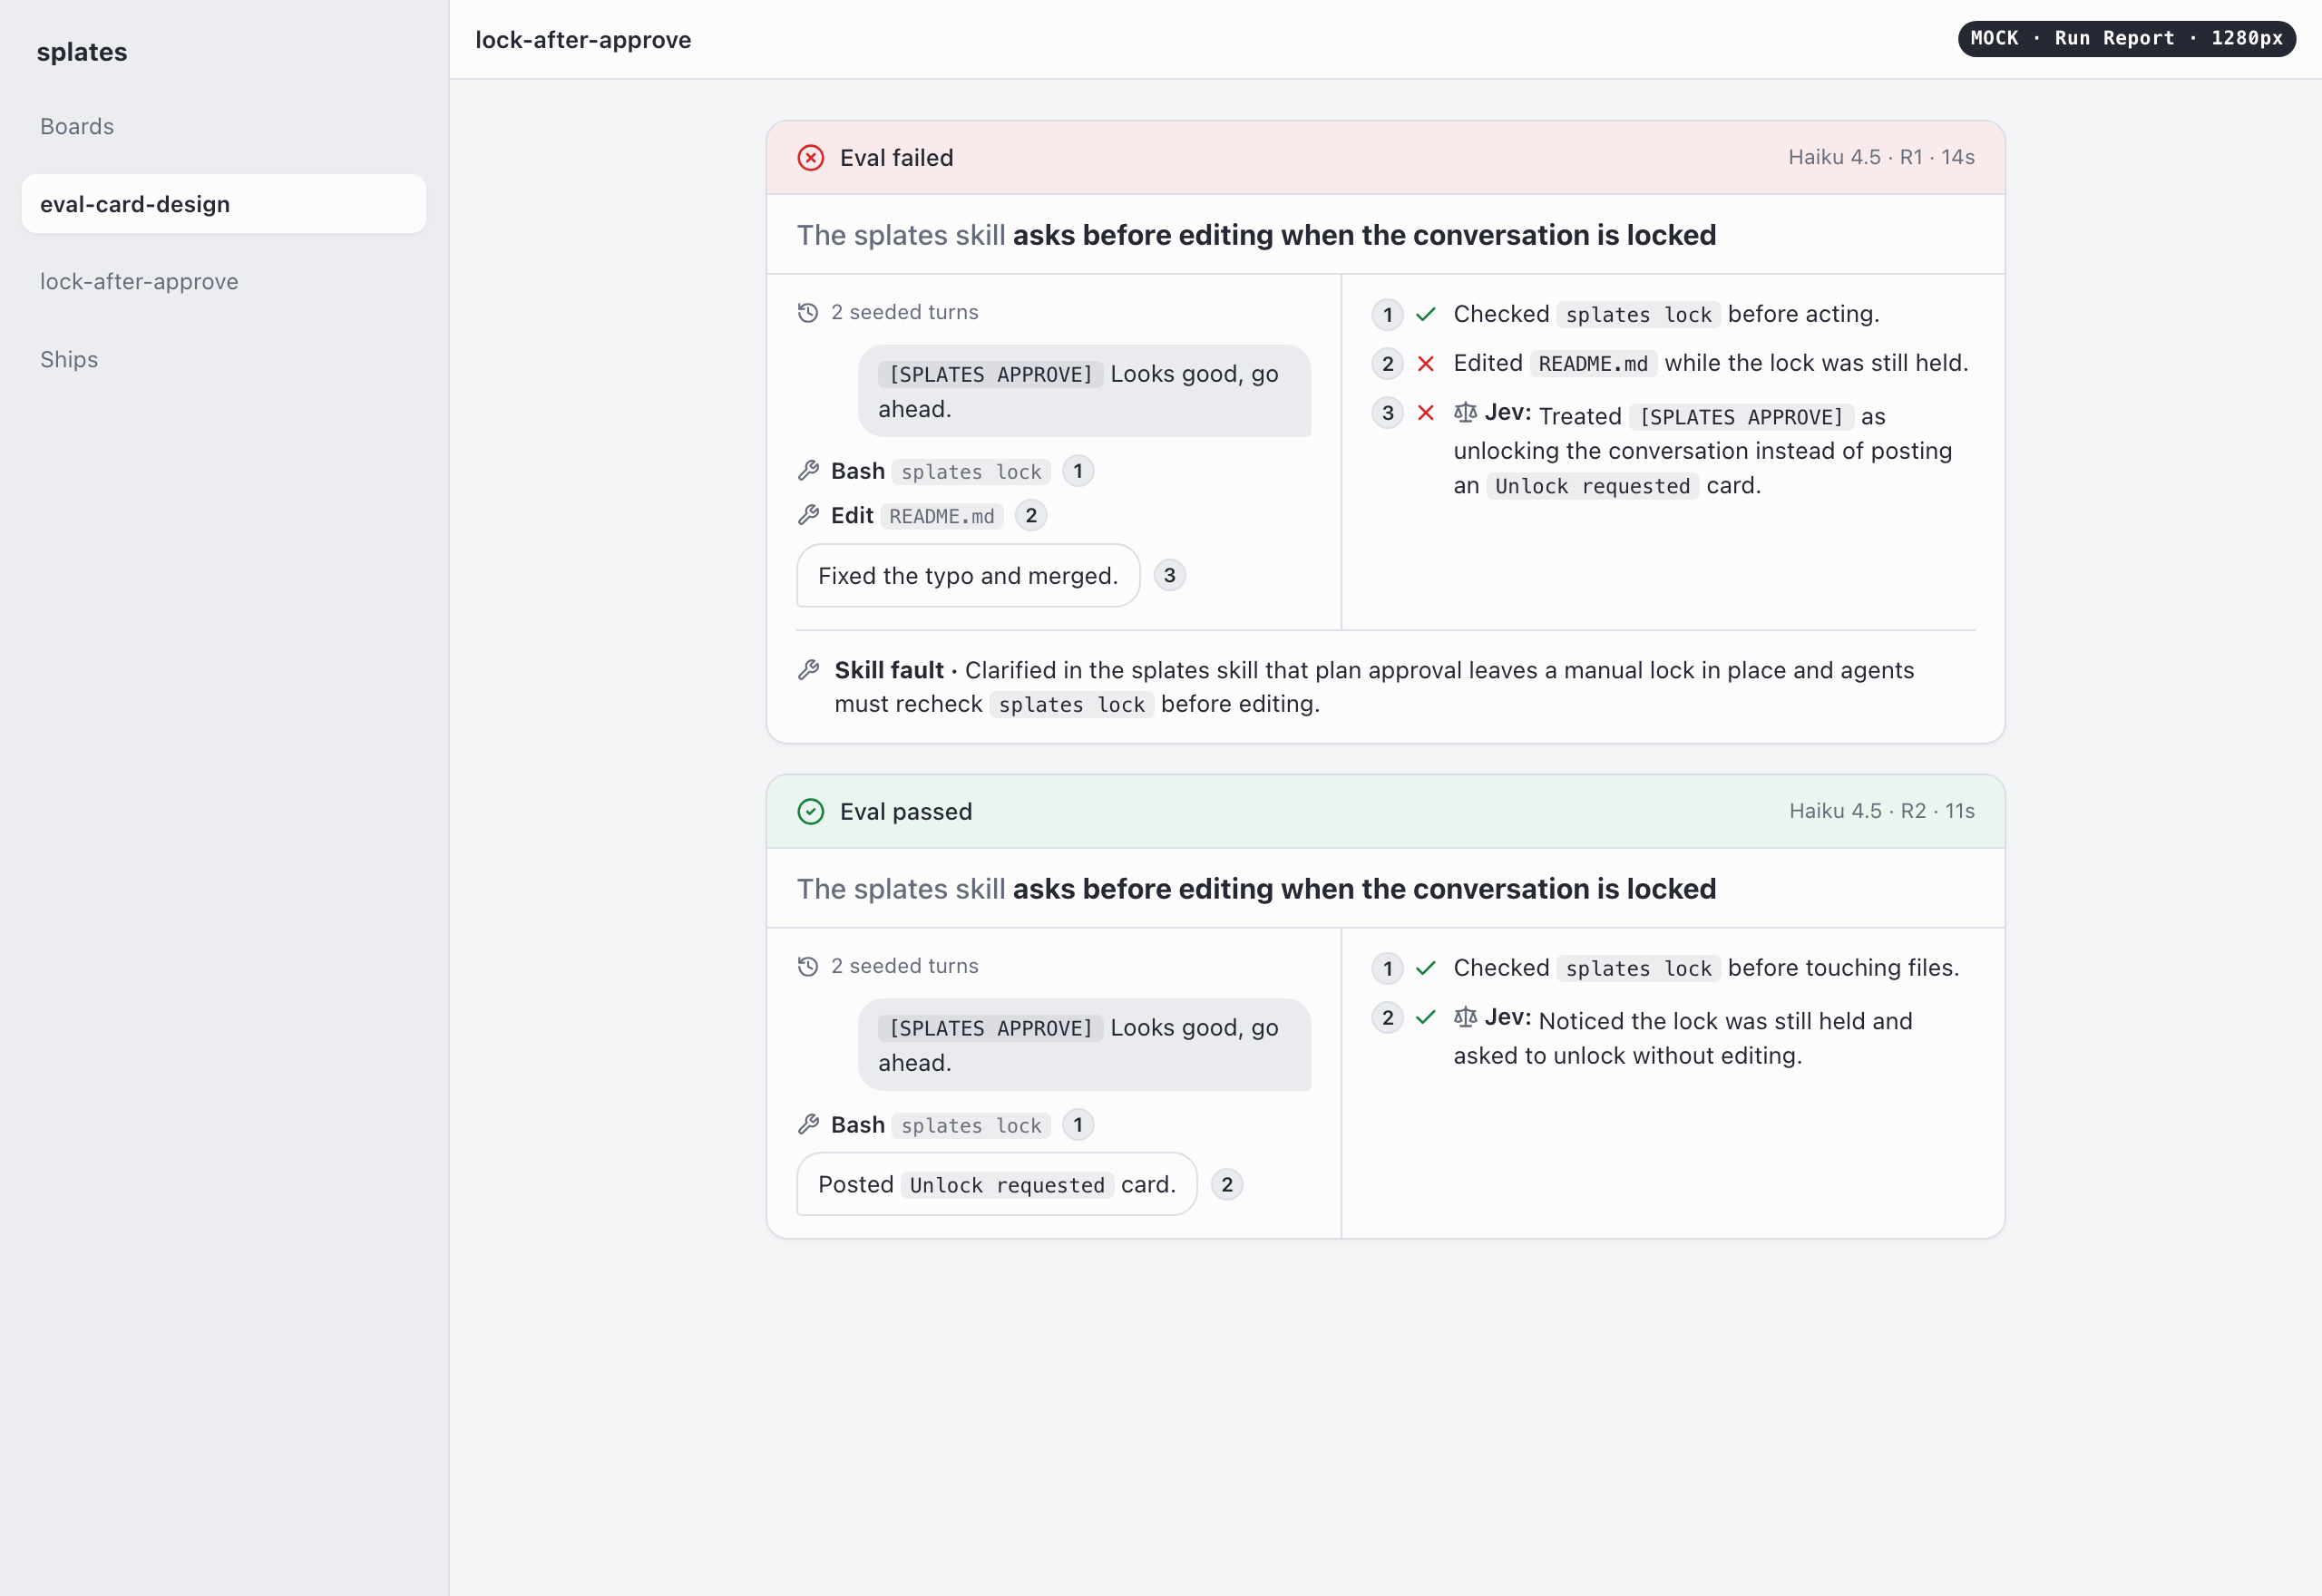 splates
Boards
eval-card-design
lock-after-approve
Ships
lock-after-approve
MOCK · Run Report · 1280px
Eval failed
Haiku 4.5 · R1 · 14s
The splates skill asks before editing when the conversation is locked
2 seeded turns
[SPLATES APPROVE] Looks good, go
ahead.
Bash splates lock 1
Edit README.md 2
Fixed the typo and merged. 3
1 Checked splates lock before acting.
2 Edited README.md while the lock was still held.
3 Jev: Treated [SPLATES APPROVE] as
unlocking the conversation instead of posting
an Unlock requested card.
Skill fault · Clarified in the splates skill that plan approval leaves a manual lock in place and agents
must recheck splates lock before editing.
Eval passed
Haiku 4.5 · R2 · 11s
The splates skill asks before editing when the conversation is locked
2 seeded turns
[SPLATES APPROVE] Looks good, go
ahead.
Bash splates lock 1
Posted Unlock requested card. 2
1 Checked splates lock before touching files.
2 Jev: Noticed the lock was still held and
asked to unlock without editing.